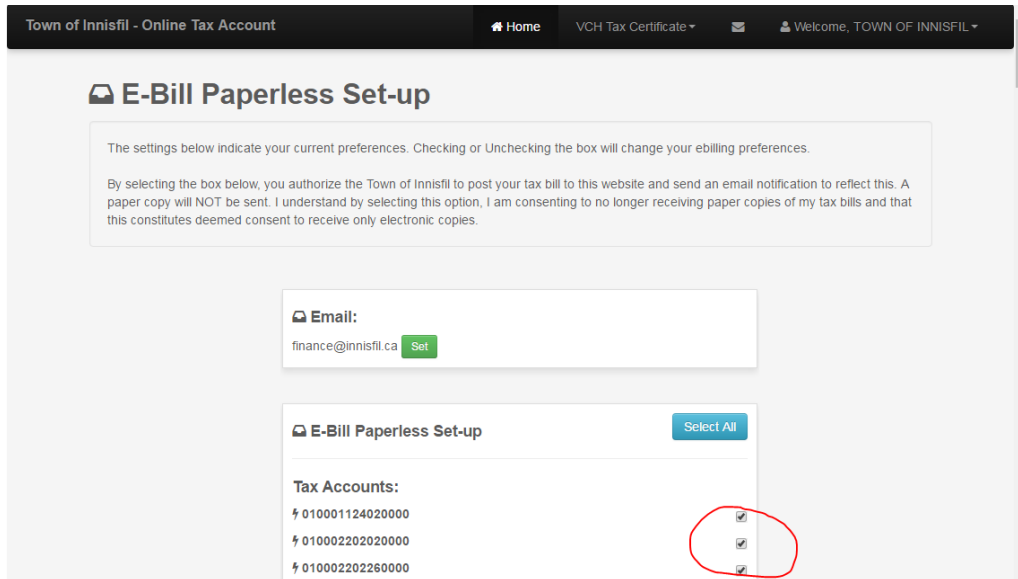 Town of Innisfil - Online Tax Account
Home
VCH Tax Certificate
Welcome, TOWN OF INNISFIL
E-Bill Paperless Set-up
The settings below indicate your current preferences. Checking or Unchecking the box will change your ebilling preferences.
By selecting the box below, you authorize the Town of Innisfil to post your tax bill to this website and send an email notification to reflect this. A
paper copy will NOT be sent. I understand by selecting this option, I am consenting to no longer receiving paper copies of my tax bills and that
this constitutes deemed consent to receive only electronic copies.
Email:
finance@innisfil.ca Set
E-Bill Paperless Set-up
Select All
Tax Accounts:
010001124020000
010002202020000
010002202260000